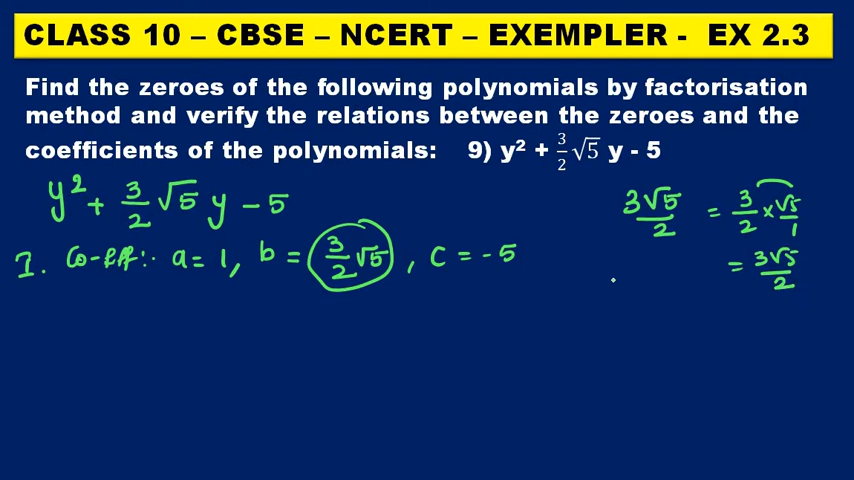 CLASS 10 – CBSE – NCERT – EXEMPLER - EX 2.3
Find the zeroes of the following polynomials by factorisation
method and verify the relations between the zeroes and the
coefficients of the polynomials: 9) y² + 3/2 √5 y - 5
y² + 3/2 √5 y - 5
I. Co-eff:- a = 1, b = 3/2 √5, c = -5
3√5/2 = 3/2 × √5/1
= 3√5/2